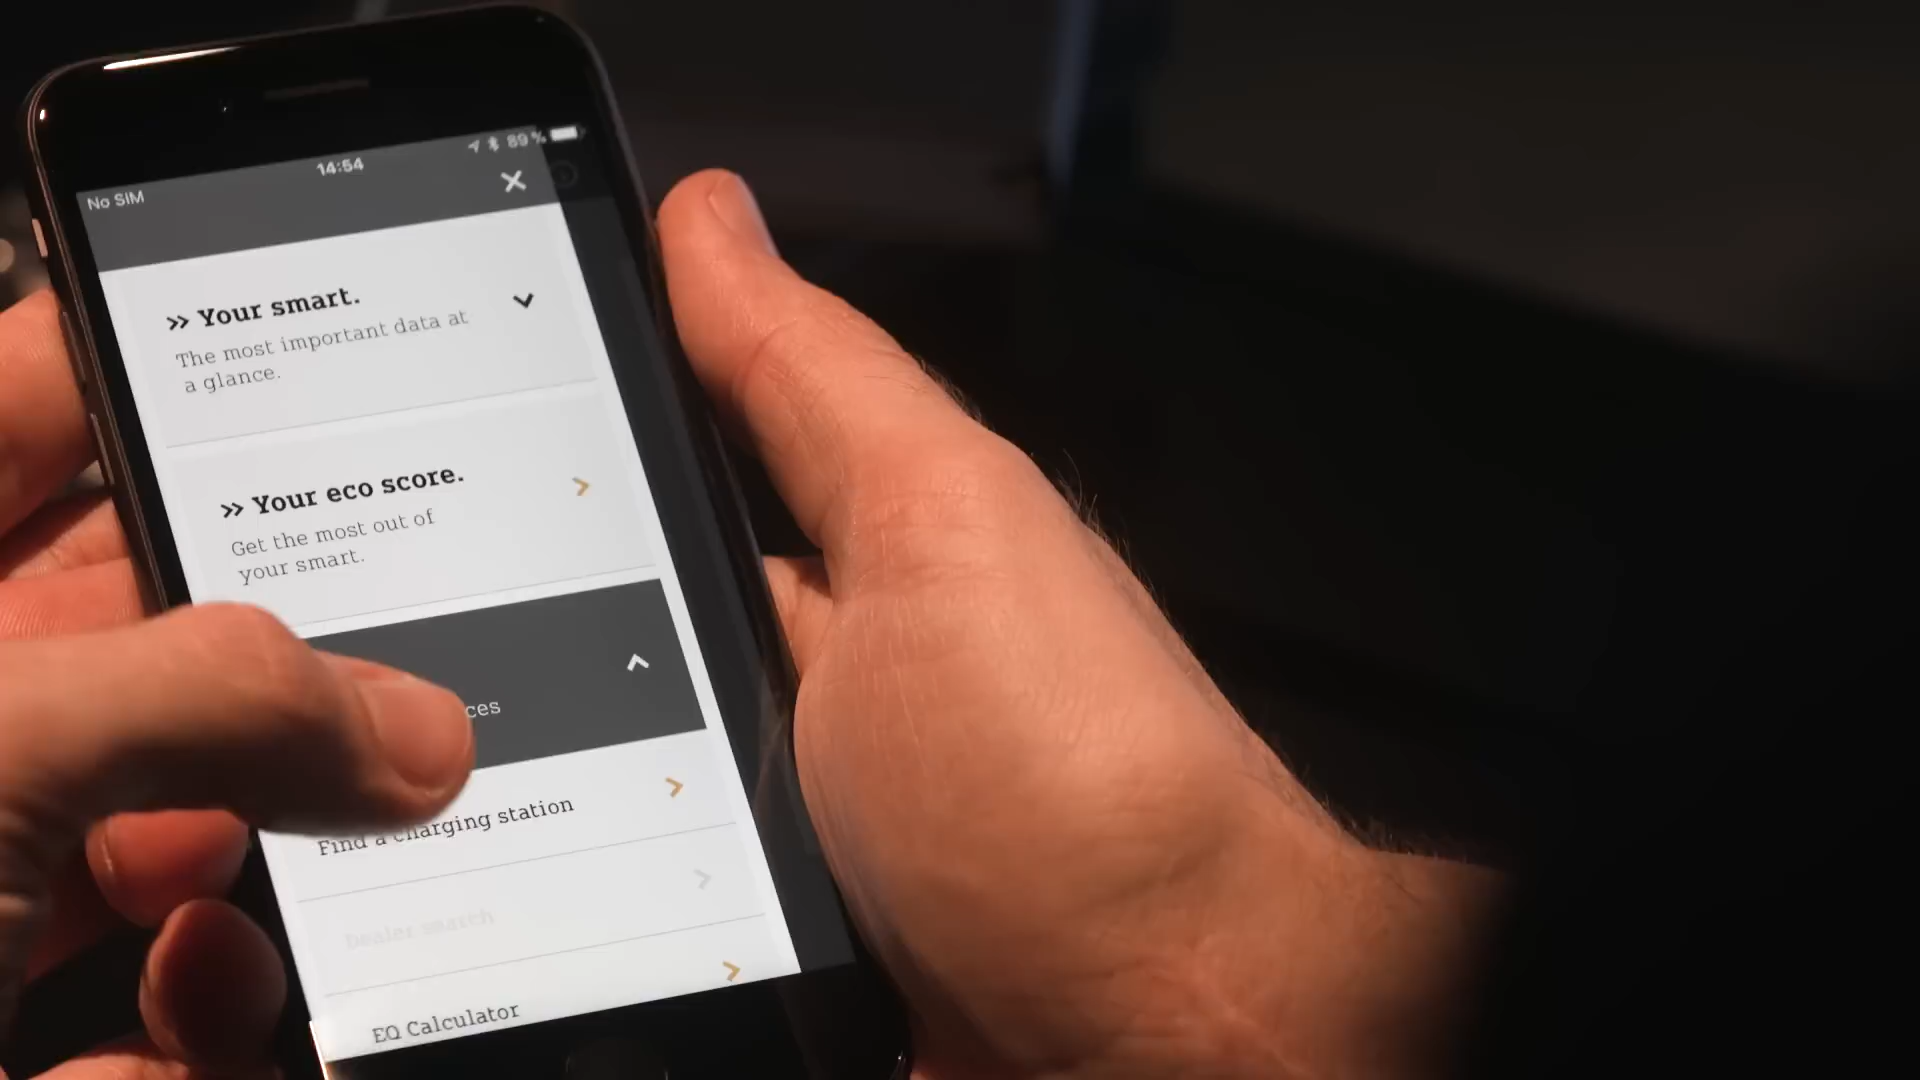 No SIM 14:54 89 %
» Your smart.
The most important data at
a glance.
» Your eco score.
Get the most out of
your smart.
Find a charging station
Dealer search
EQ Calculator